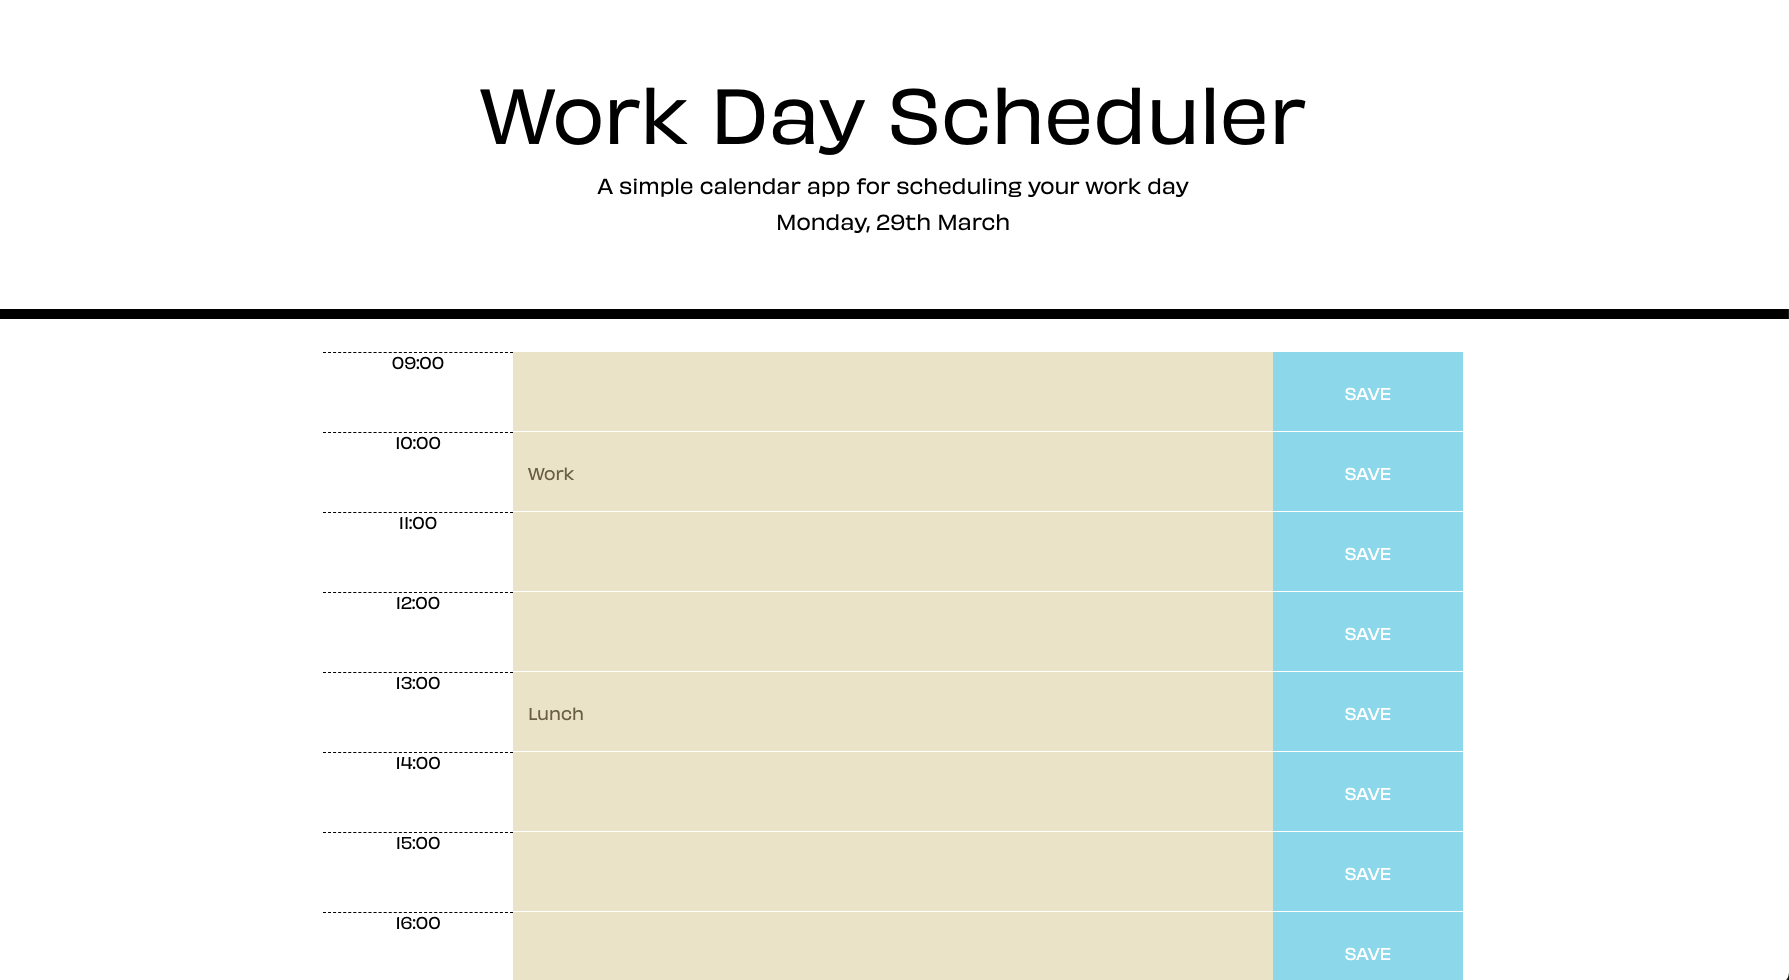 Work Day Scheduler
A simple calendar app for scheduling your work day
Monday, 29th March
09:00 SAVE
10:00 Work SAVE
11:00 SAVE
12:00 SAVE
13:00 Lunch SAVE
14:00 SAVE
15:00 SAVE
16:00 SAVE